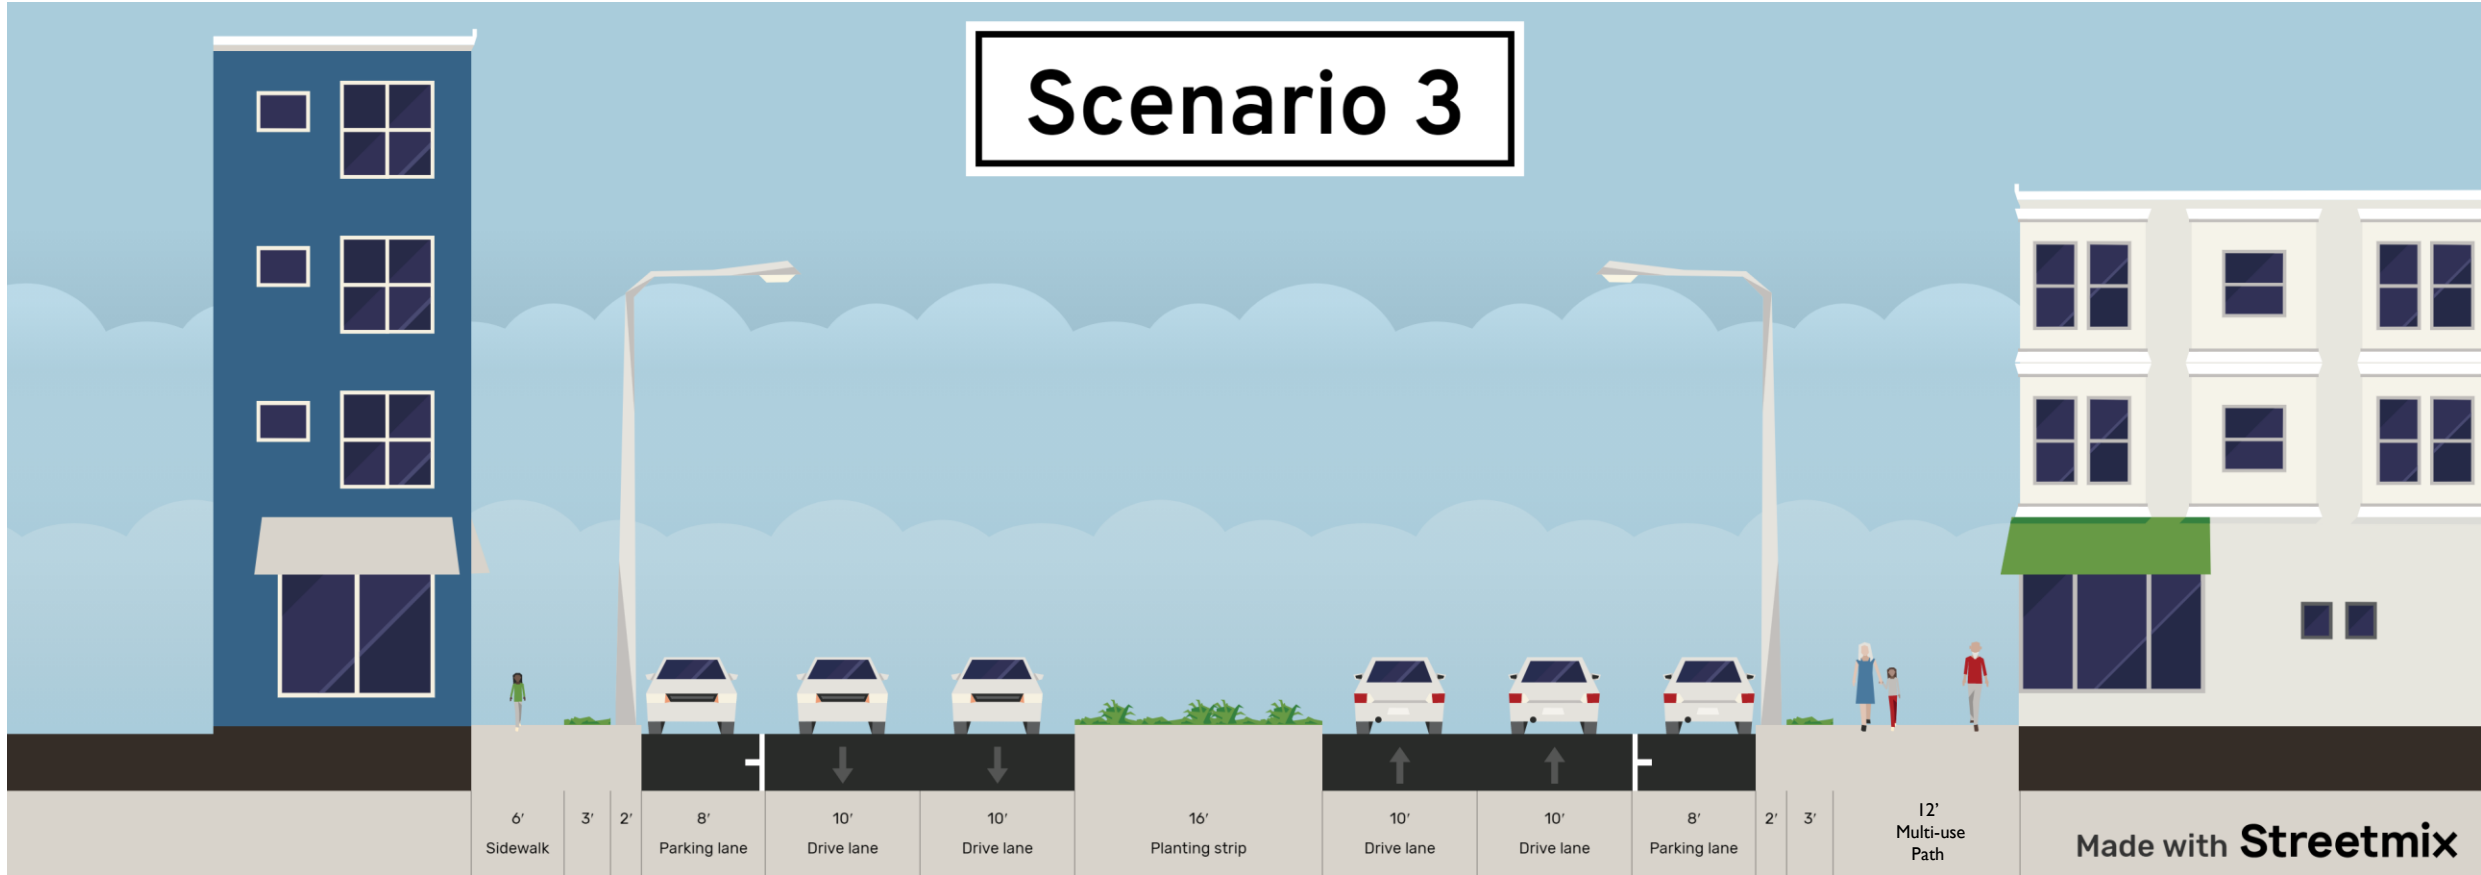 Scenario 3
6′ 3′ 2′ 8′ 10′ 10′ 16′ 10′ 10′ 8′ 2′ 3′ 12’
Sidewalk Parking lane Drive lane Drive lane Planting strip Drive lane Drive lane Parking lane Multi-use
Path
Made with Streetmix